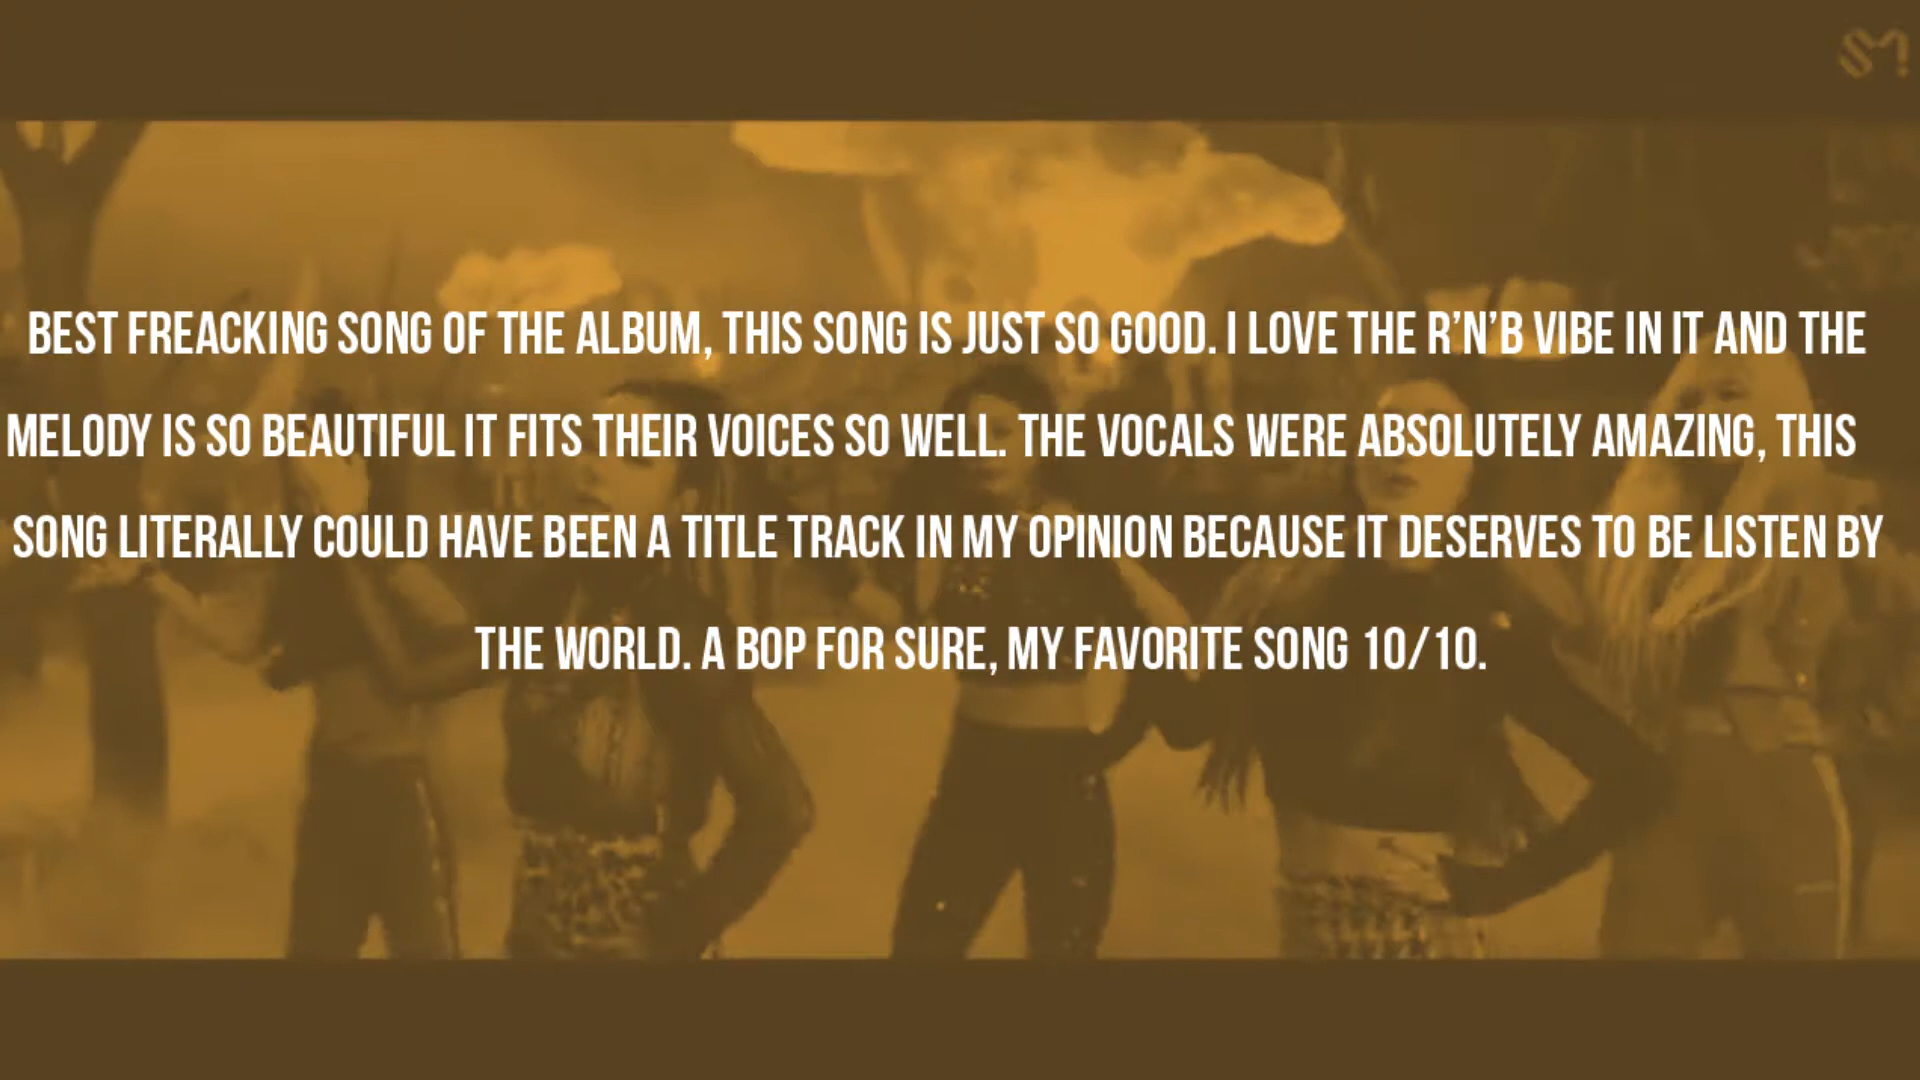 SM
BEST FREACKING SONG OF THE ALBUM, THIS SONG IS JUST SO GOOD. I LOVE THE R'N'B VIBE IN IT AND THE
MELODY IS SO BEAUTIFUL IT FITS THEIR VOICES SO WELL. THE VOCALS WERE ABSOLUTELY AMAZING, THIS
SONG LITERALLY COULD HAVE BEEN A TITLE TRACK IN MY OPINION BECAUSE IT DESERVES TO BE LISTEN BY
THE WORLD. A BOP FOR SURE, MY FAVORITE SONG 10/10.